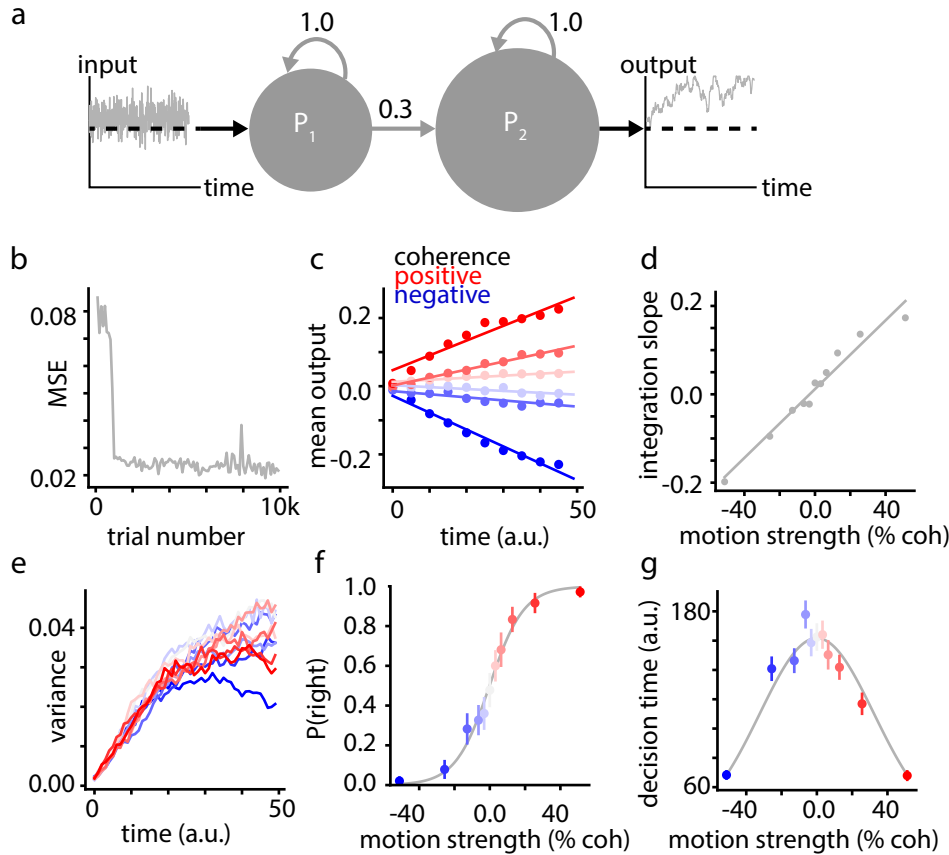 a
1.0
1.0
input
output
0.3
P1
P2
time
time
b
c
d
coherence
positive
negative
0.08
MSE
0.02
0
10k
trial number
0.2
mean output
0.0
-0.2
0
50
time (a.u.)
0.2
integration slope
0.0
-0.2
-40
0.0
40
motion strength (% coh)
e
f
g
0.04
variance
0.00
0
50
time (a.u.)
1.0
0.8
0.6
P(right)
0.4
0.2
0.0
-40
0.0
40
motion strength (% coh)
180
decision time (a.u.)
60
-40
0.0
40
motion strength (% coh)